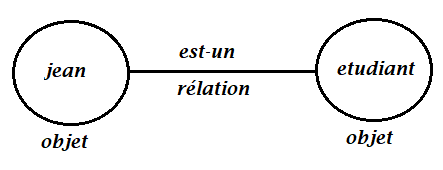 jean
est-un
rélation
etudiant
objet
objet